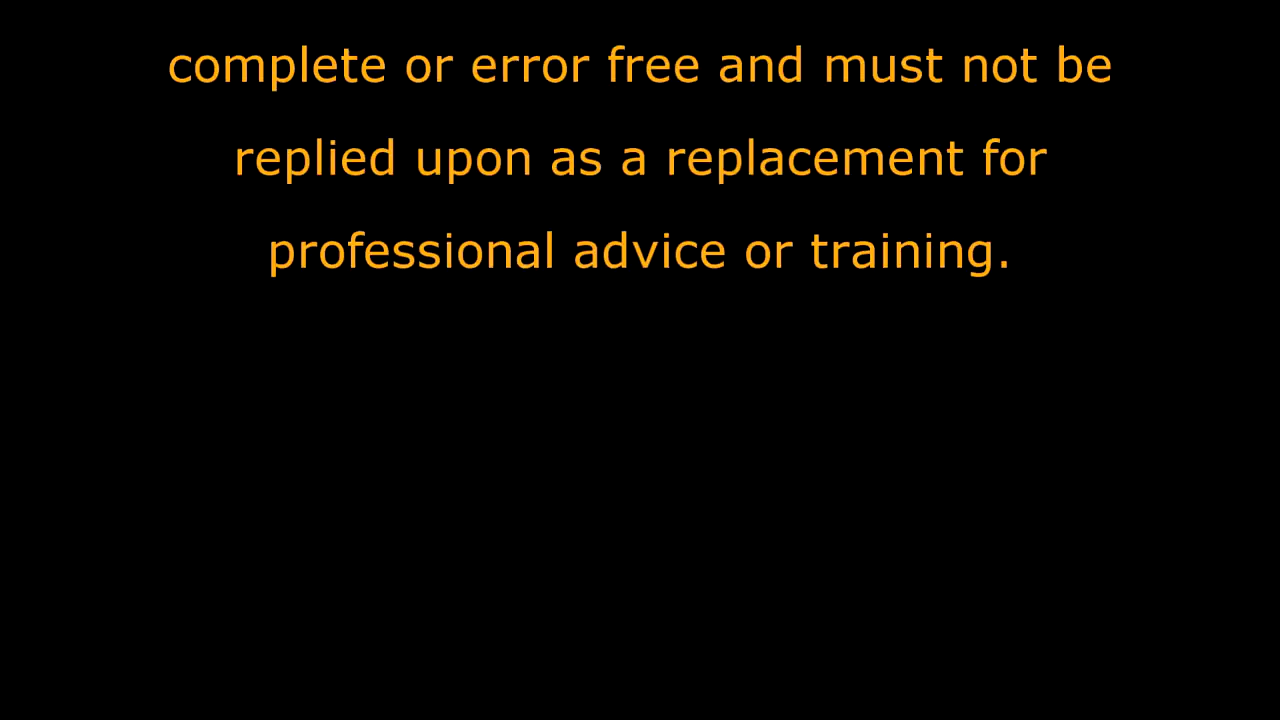 complete or error free and must not be
replied upon as a replacement for
professional advice or training.